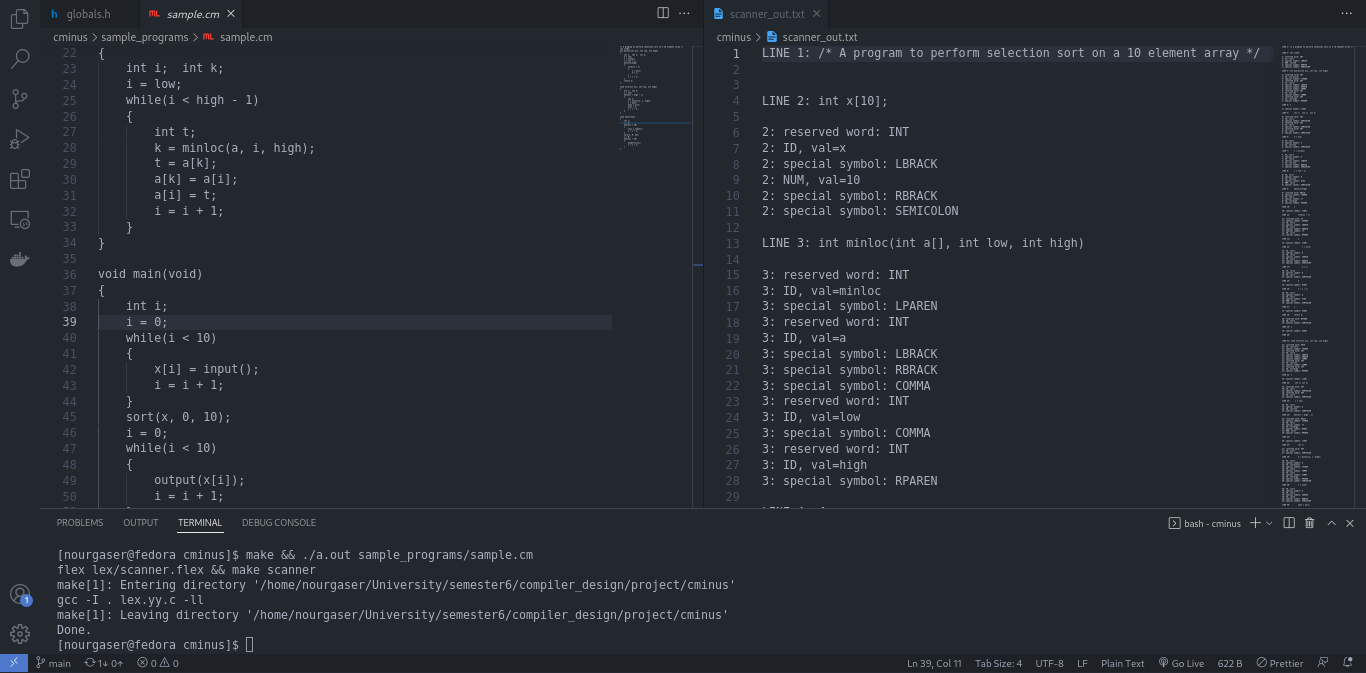 globals.h
sample.cm
cminus > sample_programs > sample.cm
22 {
23     int i;  int k;
24     i = low;
25     while(i < high - 1)
26     {
27         int t;
28         k = minloc(a, i, high);
29         t = a[k];
30         a[k] = a[i];
31         a[i] = t;
32         i = i + 1;
33     }
34 }
35
36 void main(void)
37 {
38     int i;
39     i = 0;
40     while(i < 10)
41     {
42         x[i] = input();
43         i = i + 1;
44     }
45     sort(x, 0, 10);
46     i = 0;
47     while(i < 10)
48     {
49         output(x[i]);
50         i = i + 1;
scanner_out.txt
cminus > scanner_out.txt
1 LINE 1: /* A program to perform selection sort on a 10 element array */
2
3
4 LINE 2: int x[10];
5
6 2: reserved word: INT
7 2: ID, val=x
8 2: special symbol: LBRACK
9 2: NUM, val=10
10 2: special symbol: RBRACK
11 2: special symbol: SEMICOLON
12
13 LINE 3: int minloc(int a[], int low, int high)
14
15 3: reserved word: INT
16 3: ID, val=minloc
17 3: special symbol: LPAREN
18 3: reserved word: INT
19 3: ID, val=a
20 3: special symbol: LBRACK
21 3: special symbol: RBRACK
22 3: special symbol: COMMA
23 3: reserved word: INT
24 3: ID, val=low
25 3: special symbol: COMMA
26 3: reserved word: INT
27 3: ID, val=high
28 3: special symbol: RPAREN
29
PROBLEMS OUTPUT TERMINAL DEBUG CONSOLE
bash - cminus
[nourgaser@fedora cminus]$ make && ./a.out sample_programs/sample.cm
flex lex/scanner.flex && make scanner
make[1]: Entering directory '/home/nourgaser/University/semester6/compiler_design/project/cminus'
gcc -I . lex.yy.c -ll
make[1]: Leaving directory '/home/nourgaser/University/semester6/compiler_design/project/cminus'
Done.
[nourgaser@fedora cminus]$
1
main 1↓ 0↑ 0 0 Ln 39, Col 11 Tab Size: 4 UTF-8 LF Plain Text Go Live 622 B Prettier